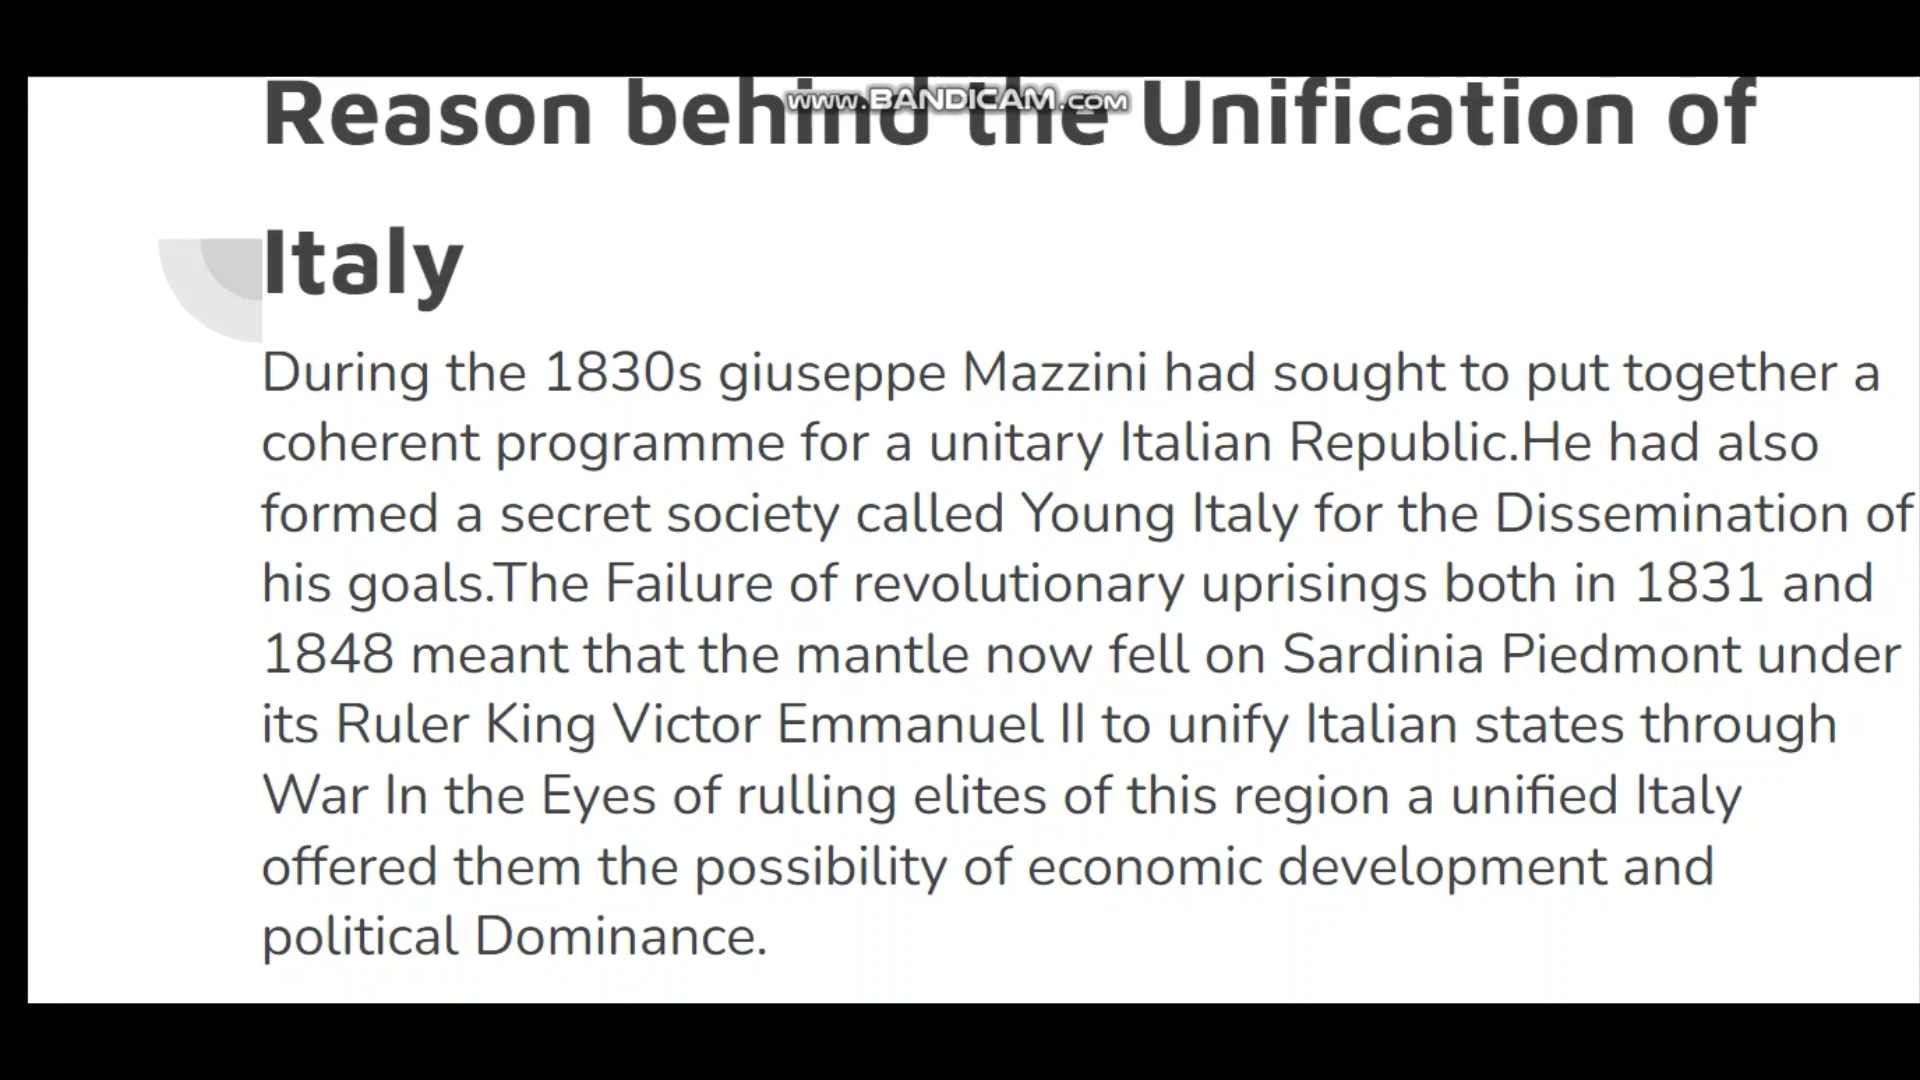 Reason behind the Unification of
www.BANDICAM.com
Italy
During the 1830s giuseppe Mazzini had sought to put together a
coherent programme for a unitary Italian Republic.He had also
formed a secret society called Young Italy for the Dissemination of
his goals.The Failure of revolutionary uprisings both in 1831 and
1848 meant that the mantle now fell on Sardinia Piedmont under
its Ruler King Victor Emmanuel II to unify Italian states through
War In the Eyes of rulling elites of this region a unified Italy
offered them the possibility of economic development and
political Dominance.